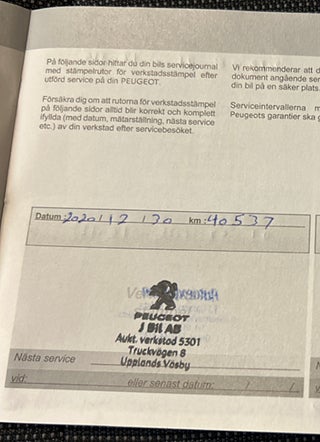 På följande sidor hittar du din bils servicejournal
med stämpelrutor för verkstadsstämpel efter
utförd service på din PEUGEOT.
Försäkra dig om att rutorna för verkstadsstämpel
på följande sidor alltid blir korrekt och komplett
ifyllda (med datum, mätarställning, nästa service
etc.) av din verkstad efter servicebesöket.
Vi rekommenderar att d
dokument angående ser
din bil på en säker plats
Serviceintervallerna m
Peugeots garantier ska g
Datum: 2020/12/30 km: 40537
PEUGEOT
J Bil AB
Aukt. verkstad 5301
Truckvägen 8
Upplands Väsby
Nästa service
vid: eller senast datum: / /